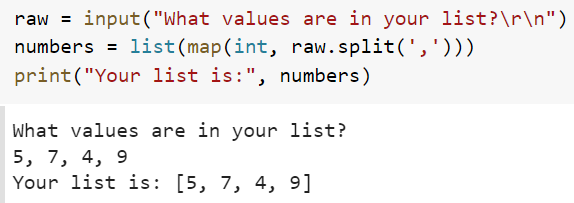 raw = input("What values are in your list?\r\n")
numbers = list(map(int, raw.split(',')))
print("Your list is:", numbers)
What values are in your list?
5, 7, 4, 9
Your list is: [5, 7, 4, 9]